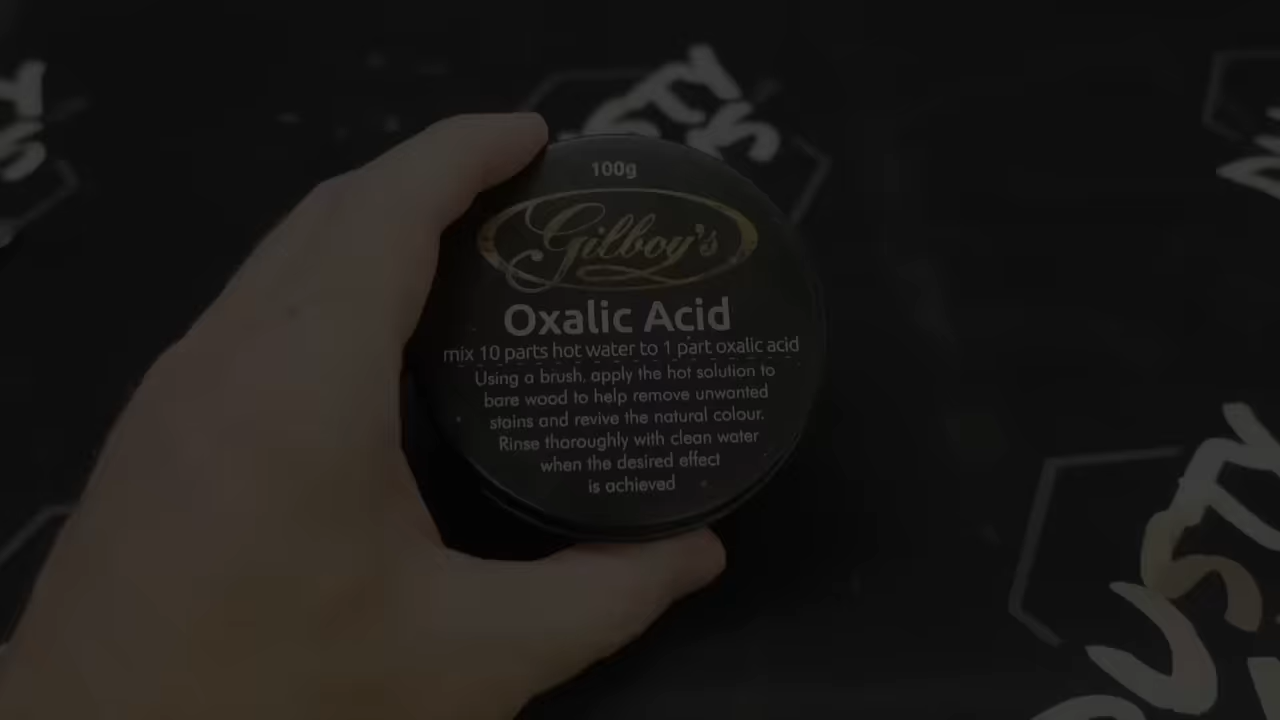 100g
Gilboy's
Oxalic Acid
mix 10 parts hot water to 1 part oxalic acid
Using a brush, apply the hot solution to
bare wood to help remove unwanted
stains and revive the natural colour.
Rinse thoroughly with clean water
when the desired effect
is achieved